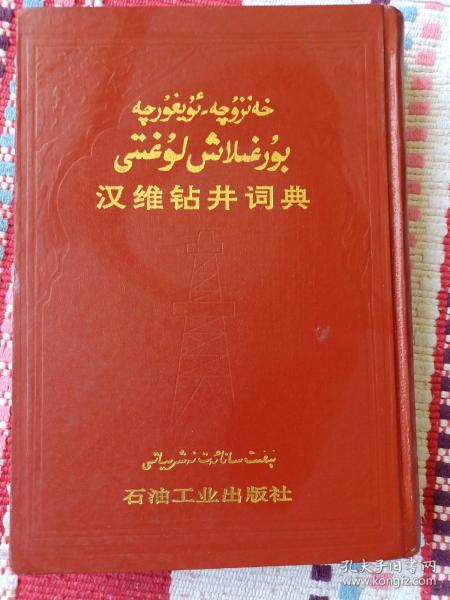 خەنزۇچە-ئۇيغۇرچە
بۇرغىلاش لۇغىتى
汉维钻井词典
نېفىت سانائەت نەشرىياتى
石油工业出版社
孔夫子旧书网
www.kongfz.com